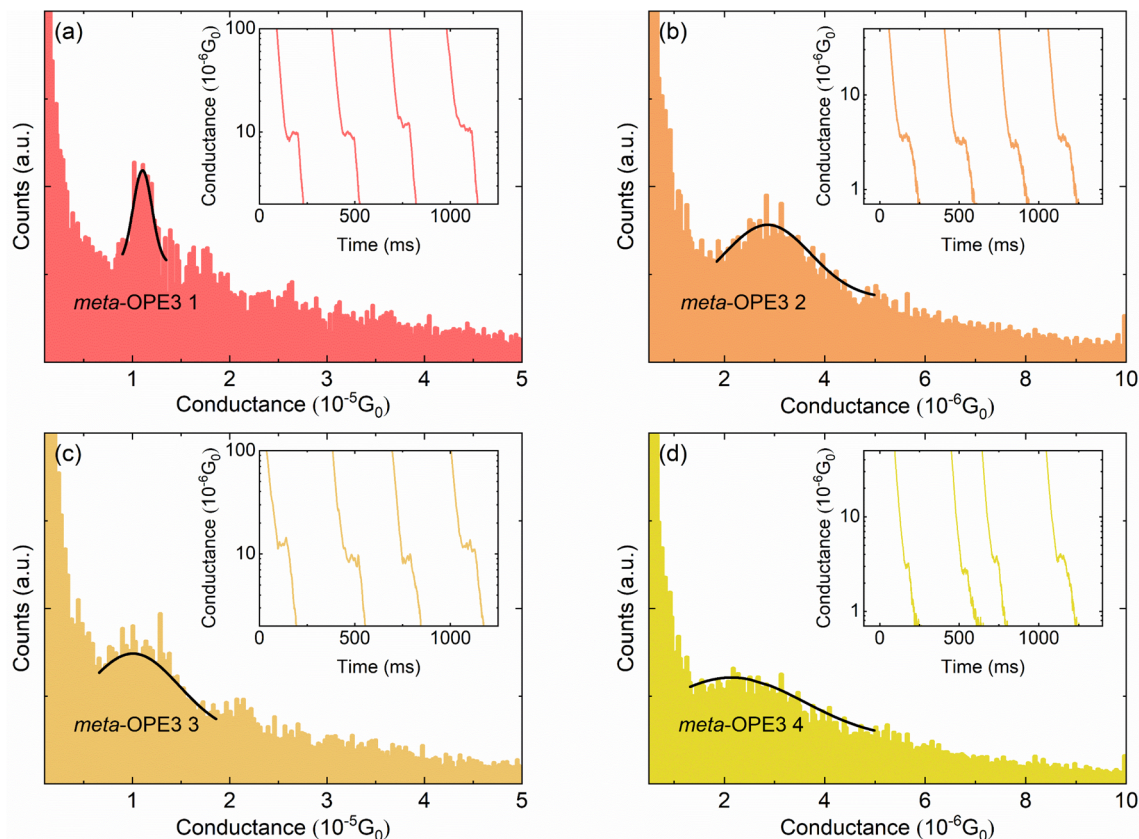 (a)
Counts (a.u.)
Conductance (10⁻⁶G₀)
100
10
0 500 1000
Time (ms)
meta-OPE3 1
1 2 3 4 5
Conductance (10⁻⁵G₀)
(b)
Counts (a.u.)
Conductance (10⁻⁶G₀)
10
1
0 500 1000
Time (ms)
meta-OPE3 2
2 4 6 8 10
Conductance (10⁻⁶G₀)
(c)
Counts (a.u.)
Conductance (10⁻⁶G₀)
100
10
0 500 1000
Time (ms)
meta-OPE3 3
1 2 3 4 5
Conductance (10⁻⁵G₀)
(d)
Counts (a.u.)
Conductance (10⁻⁶G₀)
10
1
0 500 1000
Time (ms)
meta-OPE3 4
2 4 6 8 10
Conductance (10⁻⁶G₀)